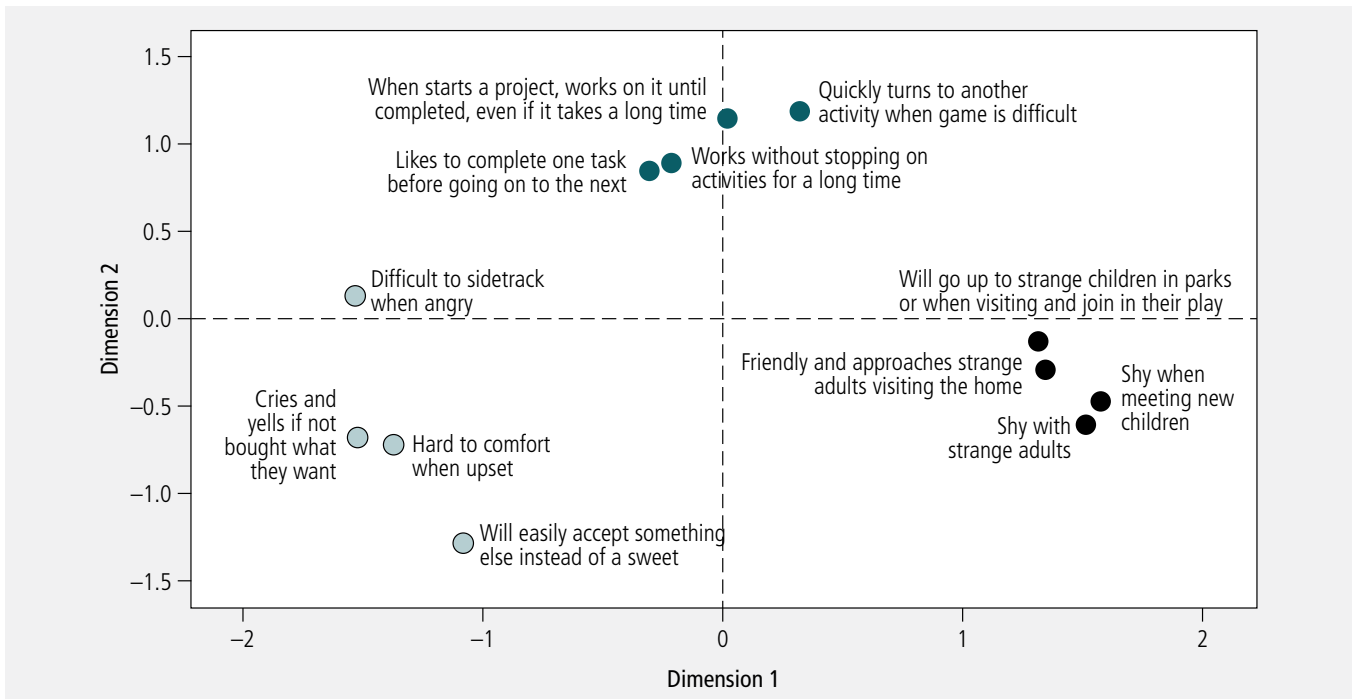 1.5
1.0
0.5
0.0
−0.5
−1.0
−1.5
Dimension 2
When starts a project, works on it until
completed, even if it takes a long time
Quickly turns to another
activity when game is difficult
Likes to complete one task
before going on to the next
Works without stopping on
activities for a long time
Difficult to sidetrack
when angry
Will go up to strange children in parks
or when visiting and join in their play
Friendly and approaches strange
adults visiting the home
Shy when
meeting new
children
Shy with
strange adults
Cries and
yells if not
bought what
they want
Hard to comfort
when upset
Will easily accept something
else instead of a sweet
−2 −1 0 1 2
Dimension 1